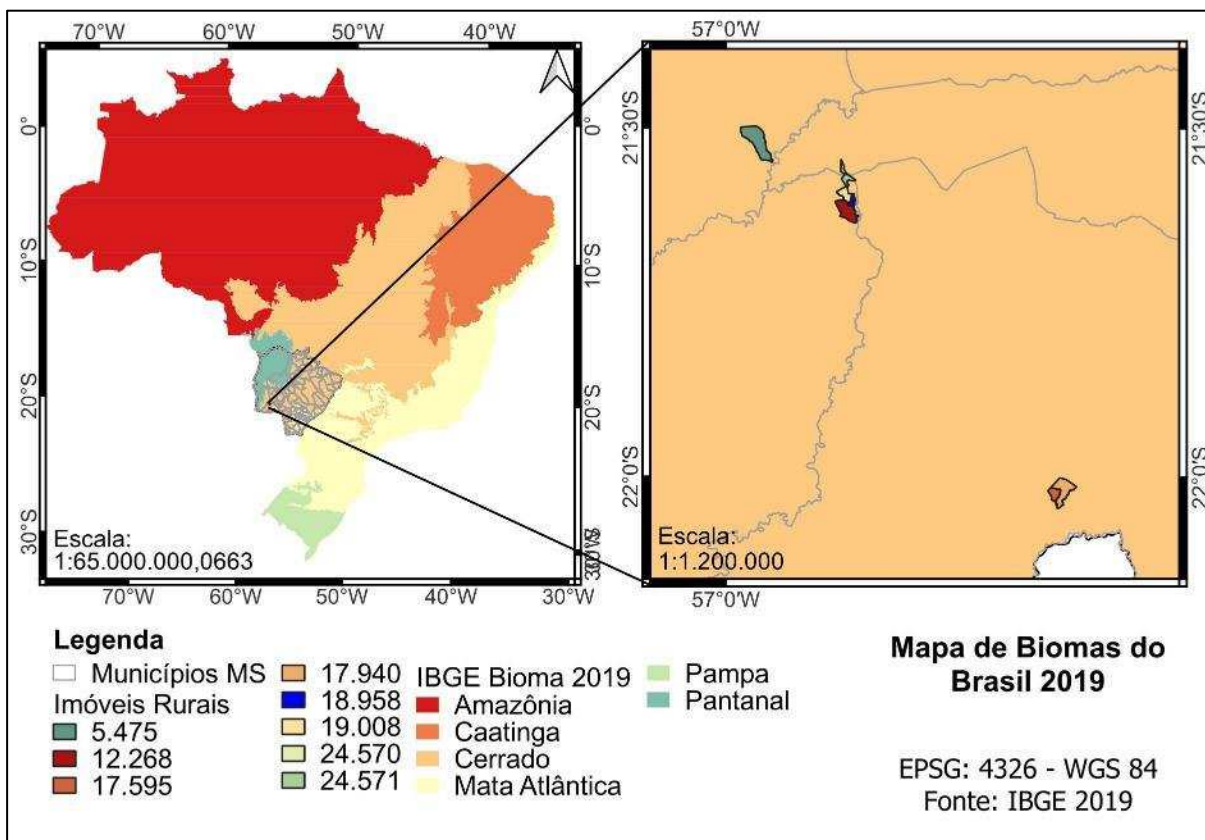 70°W 60°W 50°W 40°W
57°0'W
0°
10°S
20°S
30°S
0°
10°S
20°S
21°30'S
22°0'S
21°30'S
22°0'S
Escala:
1:65.000.000,0663
Escala:
1:1.200.000
70°W 60°W 50°W 40°W 30°W
57°0'W
Legenda
Municípios MS
Imóveis Rurais
5.475
12.268
17.595
17.940
18.958
19.008
24.570
24.571
IBGE Bioma 2019
Amazônia
Caatinga
Cerrado
Mata Atlântica
Pampa
Pantanal
Mapa de Biomas do
Brasil 2019
EPSG: 4326 - WGS 84
Fonte: IBGE 2019